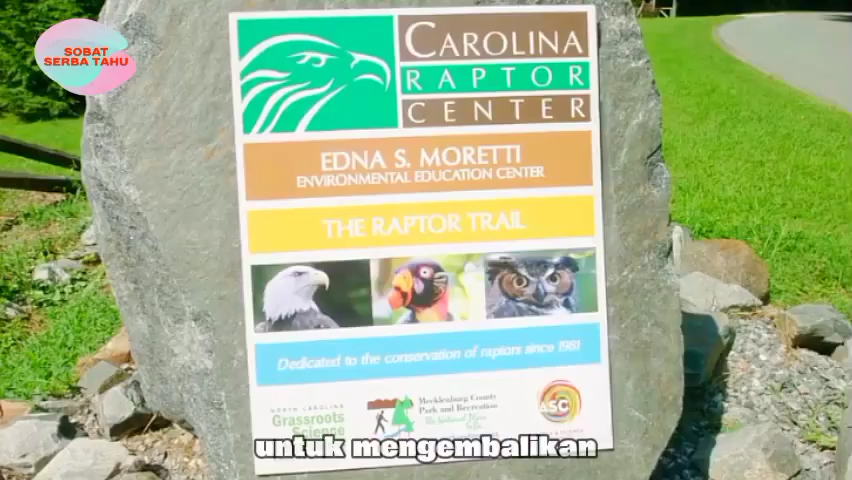 SOBAT
SERBA TAHU
CAROLINA
RAPTOR
CENTER
EDNA S. MORETTI
ENVIRONMENTAL EDUCATION CENTER
THE RAPTOR TRAIL
Dedicated to the conservation of raptors since 1981
NORTH CAROLINA
Grassroots
Science
Mecklenburg County
Park and Recreation
ASC
untuk mengembalikan